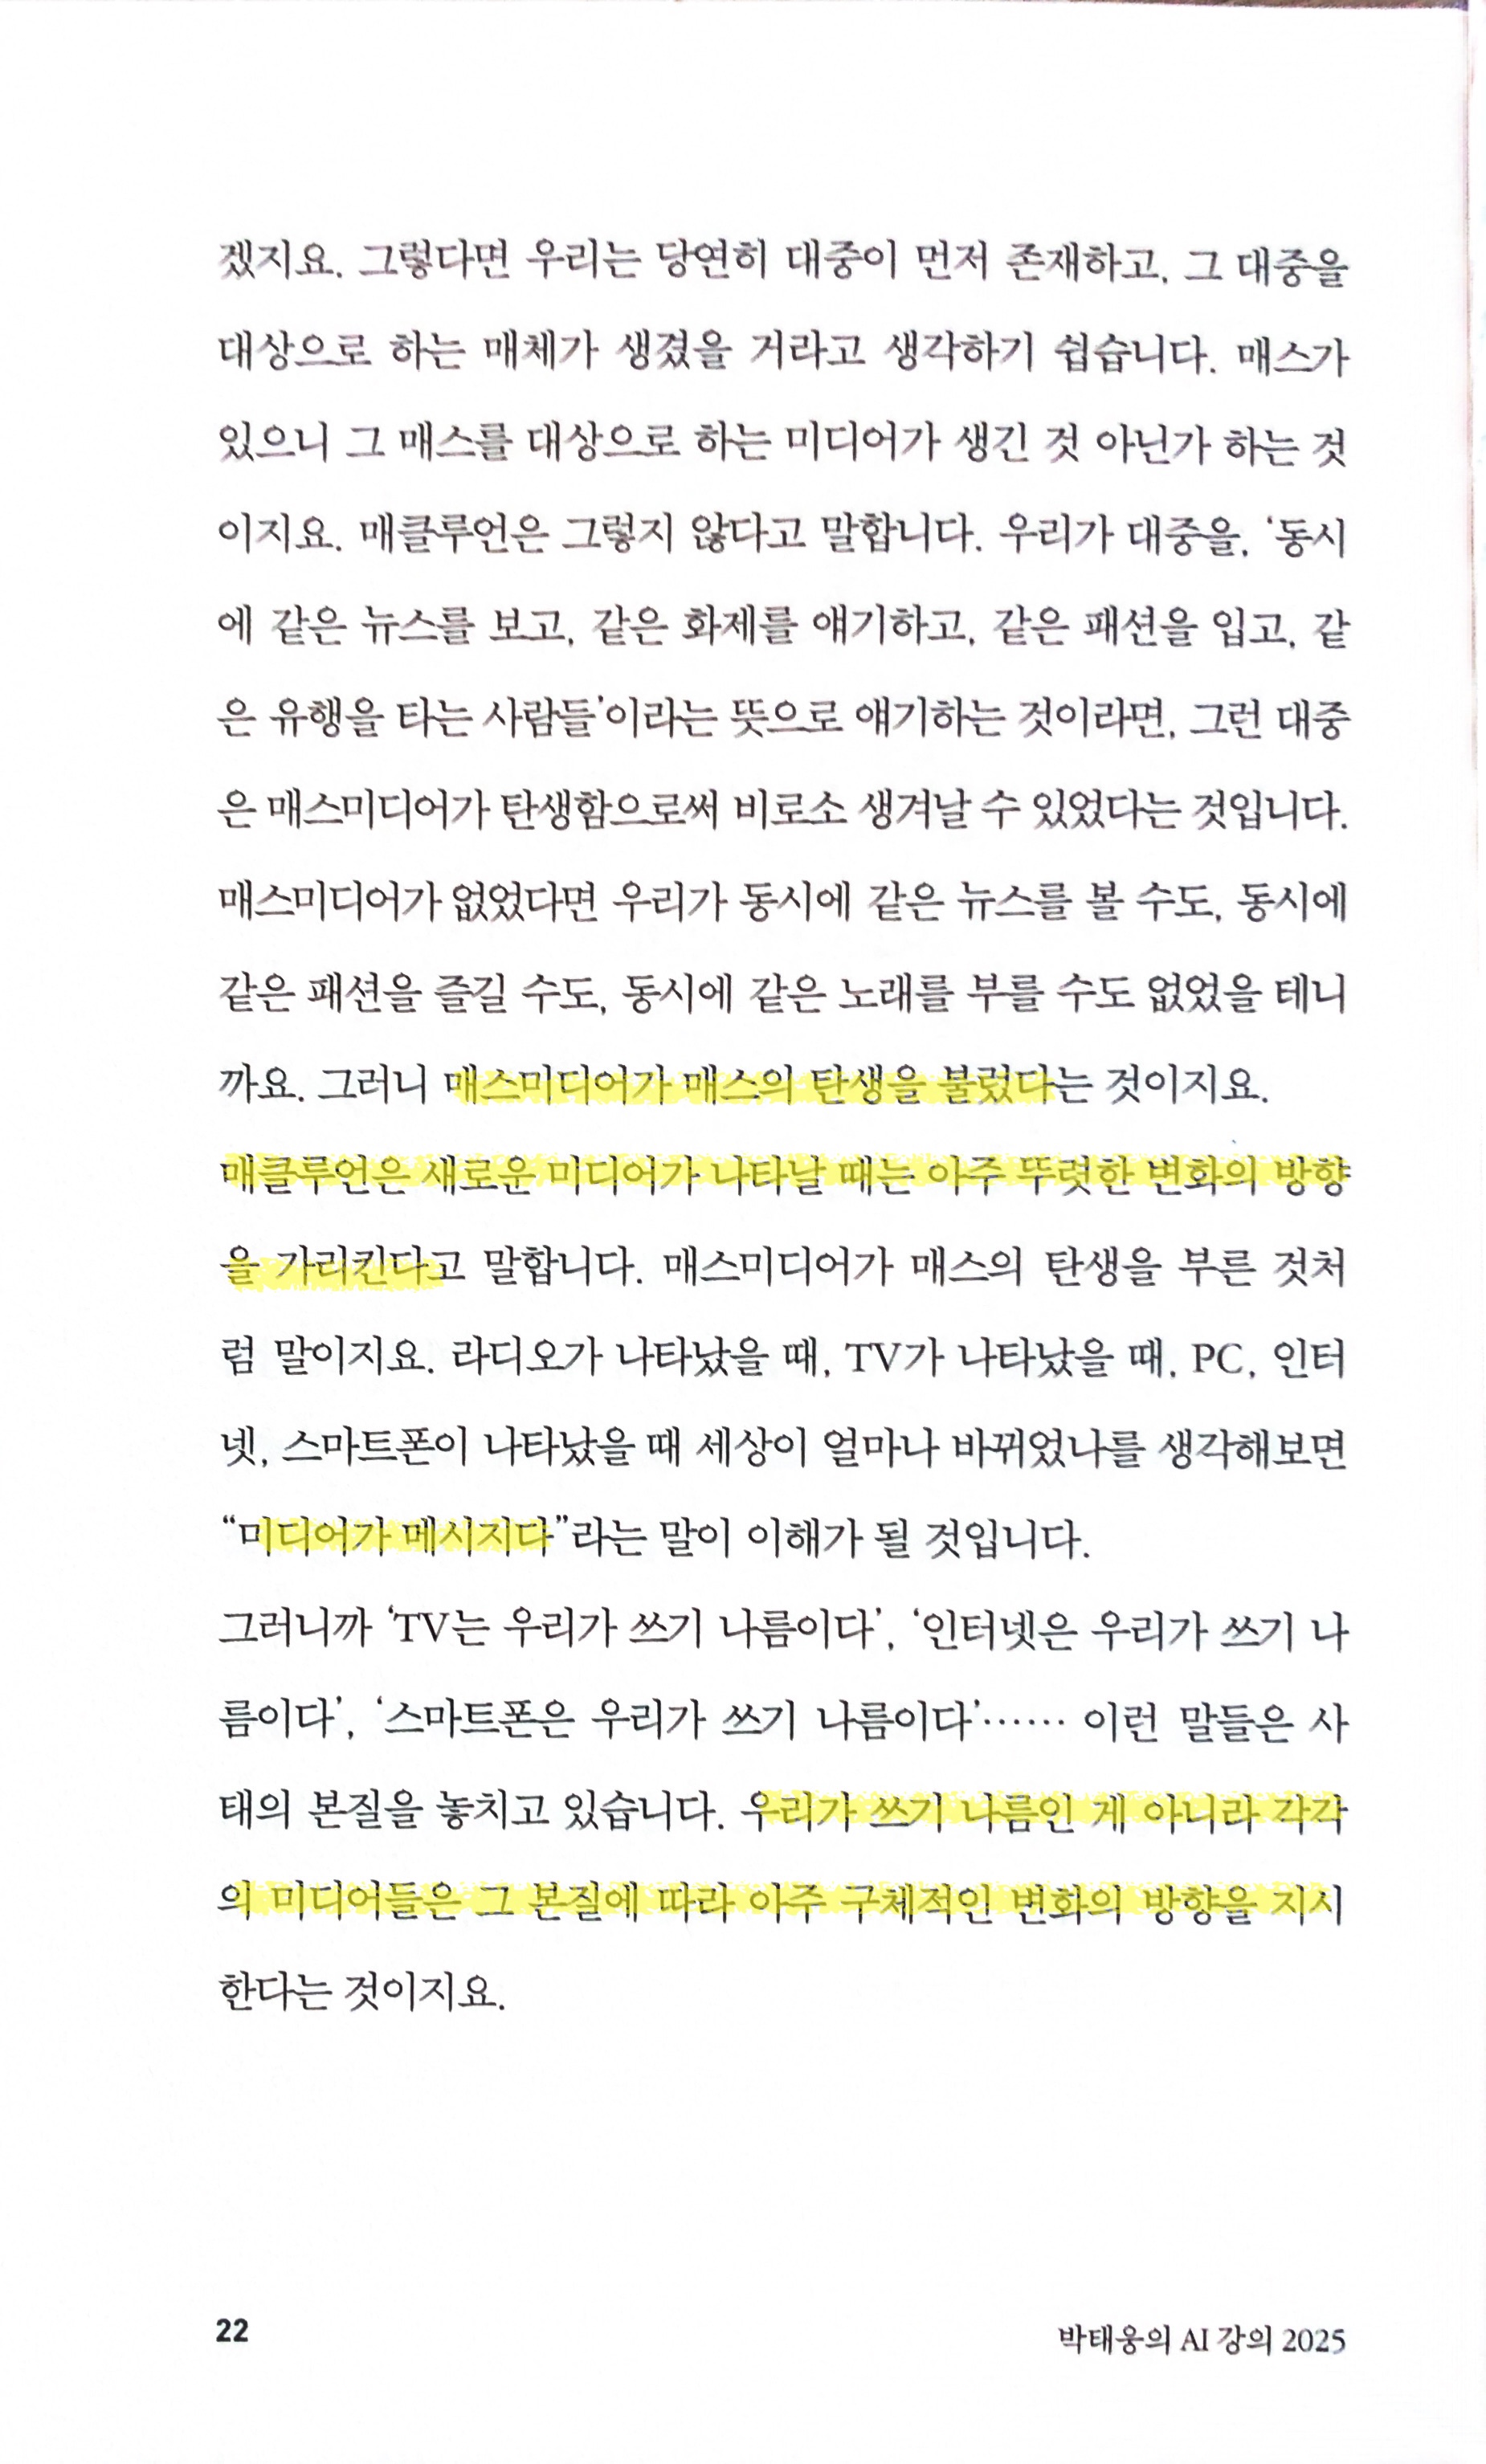 겠지요. 그렇다면 우리는 당연히 대중이 먼저 존재하고, 그 대중을
대상으로 하는 매체가 생겼을 거라고 생각하기 쉽습니다. 매스가
있으니 그 매스를 대상으로 하는 미디어가 생긴 것 아닌가 하는 것
이지요. 매클루언은 그렇지 않다고 말합니다. 우리가 대중을, ‘동시
에 같은 뉴스를 보고, 같은 화제를 얘기하고, 같은 패션을 입고, 같
은 유행을 타는 사람들’이라는 뜻으로 얘기하는 것이라면, 그런 대중
은 매스미디어가 탄생함으로써 비로소 생겨날 수 있었다는 것입니다.
매스미디어가 없었다면 우리가 동시에 같은 뉴스를 볼 수도, 동시에
같은 패션을 즐길 수도, 동시에 같은 노래를 부를 수도 없었을 테니
까요. 그러니 매스미디어가 매스의 탄생을 불렀다는 것이지요.
매클루언은 새로운 미디어가 나타날 때는 아주 뚜렷한 변화의 방향
을 가리킨다고 말합니다. 매스미디어가 매스의 탄생을 부른 것처
럼 말이지요. 라디오가 나타났을 때, TV가 나타났을 때, PC, 인터
넷, 스마트폰이 나타났을 때 세상이 얼마나 바뀌었나를 생각해보면
“미디어가 메시지다”라는 말이 이해가 될 것입니다.
그러니까 ‘TV는 우리가 쓰기 나름이다’, ‘인터넷은 우리가 쓰기 나
름이다’, ‘스마트폰은 우리가 쓰기 나름이다’…… 이런 말들은 사
태의 본질을 놓치고 있습니다. 우리가 쓰기 나름인 게 아니라 각각
의 미디어들은 그 본질에 따라 아주 구체적인 변화의 방향을 지시
한다는 것이지요.
22
박태웅의 AI 강의 2025